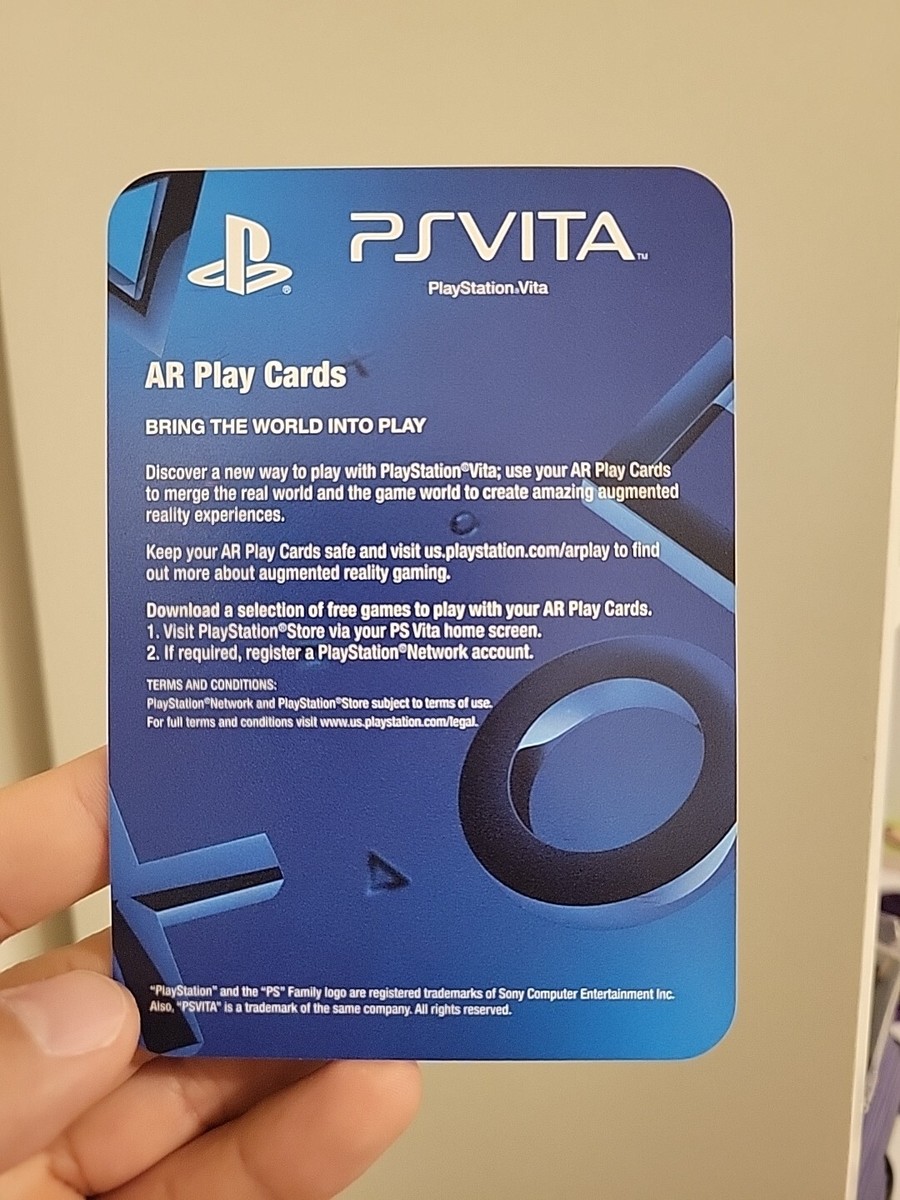 PSVITA™
PlayStation®Vita
AR Play Cards
BRING THE WORLD INTO PLAY
Discover a new way to play with PlayStation®Vita; use your AR Play Cards
to merge the real world and the game world to create amazing augmented
reality experiences.
Keep your AR Play Cards safe and visit us.playstation.com/arplay to find
out more about augmented reality gaming.
Download a selection of free games to play with your AR Play Cards.
1. Visit PlayStation®Store via your PS Vita home screen.
2. If required, register a PlayStation®Network account.
TERMS AND CONDITIONS:
PlayStation®Network and PlayStation®Store subject to terms of use.
For full terms and conditions visit www.us.playstation.com/legal.
"PlayStation" and the "PS" Family logo are registered trademarks of Sony Computer Entertainment Inc.
Also, "PSVITA" is a trademark of the same company. All rights reserved.